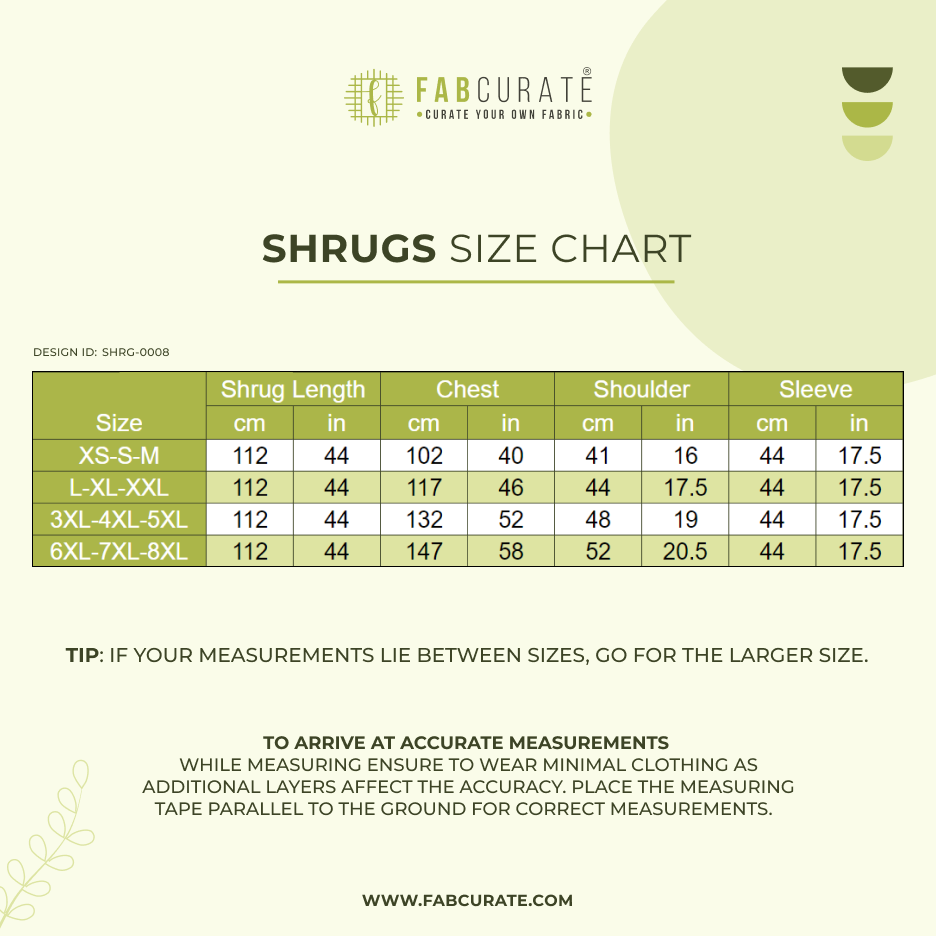 FABCURATE®
•CURATE YOUR OWN FABRIC•
SHRUGS SIZE CHART
DESIGN ID: SHRG-0008
Shrug Length Chest Shoulder Sleeve
Size cm in cm in cm in cm in
XS-S-M 112 44 102 40 41 16 44 17.5
L-XL-XXL 112 44 117 46 44 17.5 44 17.5
3XL-4XL-5XL 112 44 132 52 48 19 44 17.5
6XL-7XL-8XL 112 44 147 58 52 20.5 44 17.5
TIP: IF YOUR MEASUREMENTS LIE BETWEEN SIZES, GO FOR THE LARGER SIZE.
TO ARRIVE AT ACCURATE MEASUREMENTS
WHILE MEASURING ENSURE TO WEAR MINIMAL CLOTHING AS
ADDITIONAL LAYERS AFFECT THE ACCURACY. PLACE THE MEASURING
TAPE PARALLEL TO THE GROUND FOR CORRECT MEASUREMENTS.
WWW.FABCURATE.COM